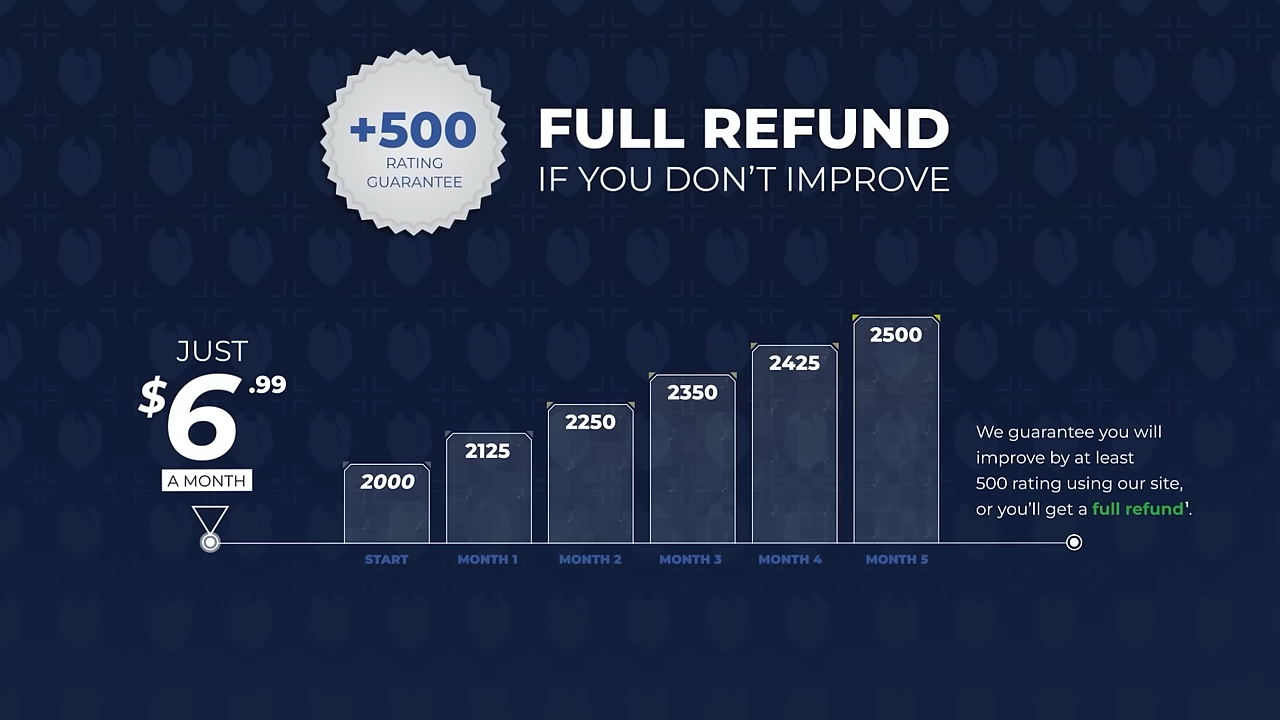 +500
RATING
GUARANTEE
FULL REFUND
IF YOU DON'T IMPROVE
JUST
$6.99
A MONTH
2000
2125
2250
2350
2425
2500
START
MONTH 1
MONTH 2
MONTH 3
MONTH 4
MONTH 5
We guarantee you will
improve by at least
500 rating using our site,
or you'll get a full refund¹.